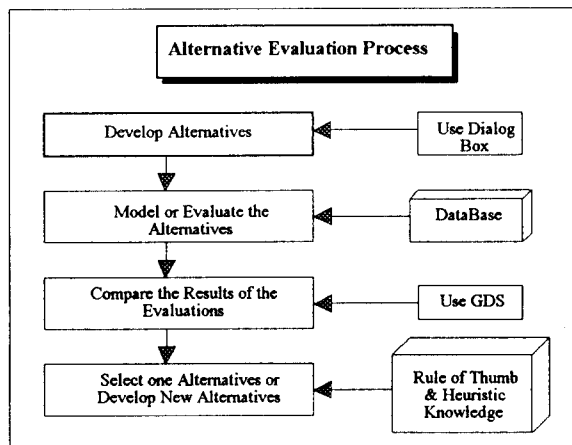 Alternative Evaluation Process
Develop Alternatives
Use Dialog
Box
Model or Evaluate the
Alternatives
DataBase
Compare the Results of the
Evaluations
Use GDS
Select one Alternatives or
Develop New Alternatives
Rule of Thumb
& Heuristic
Knowledge